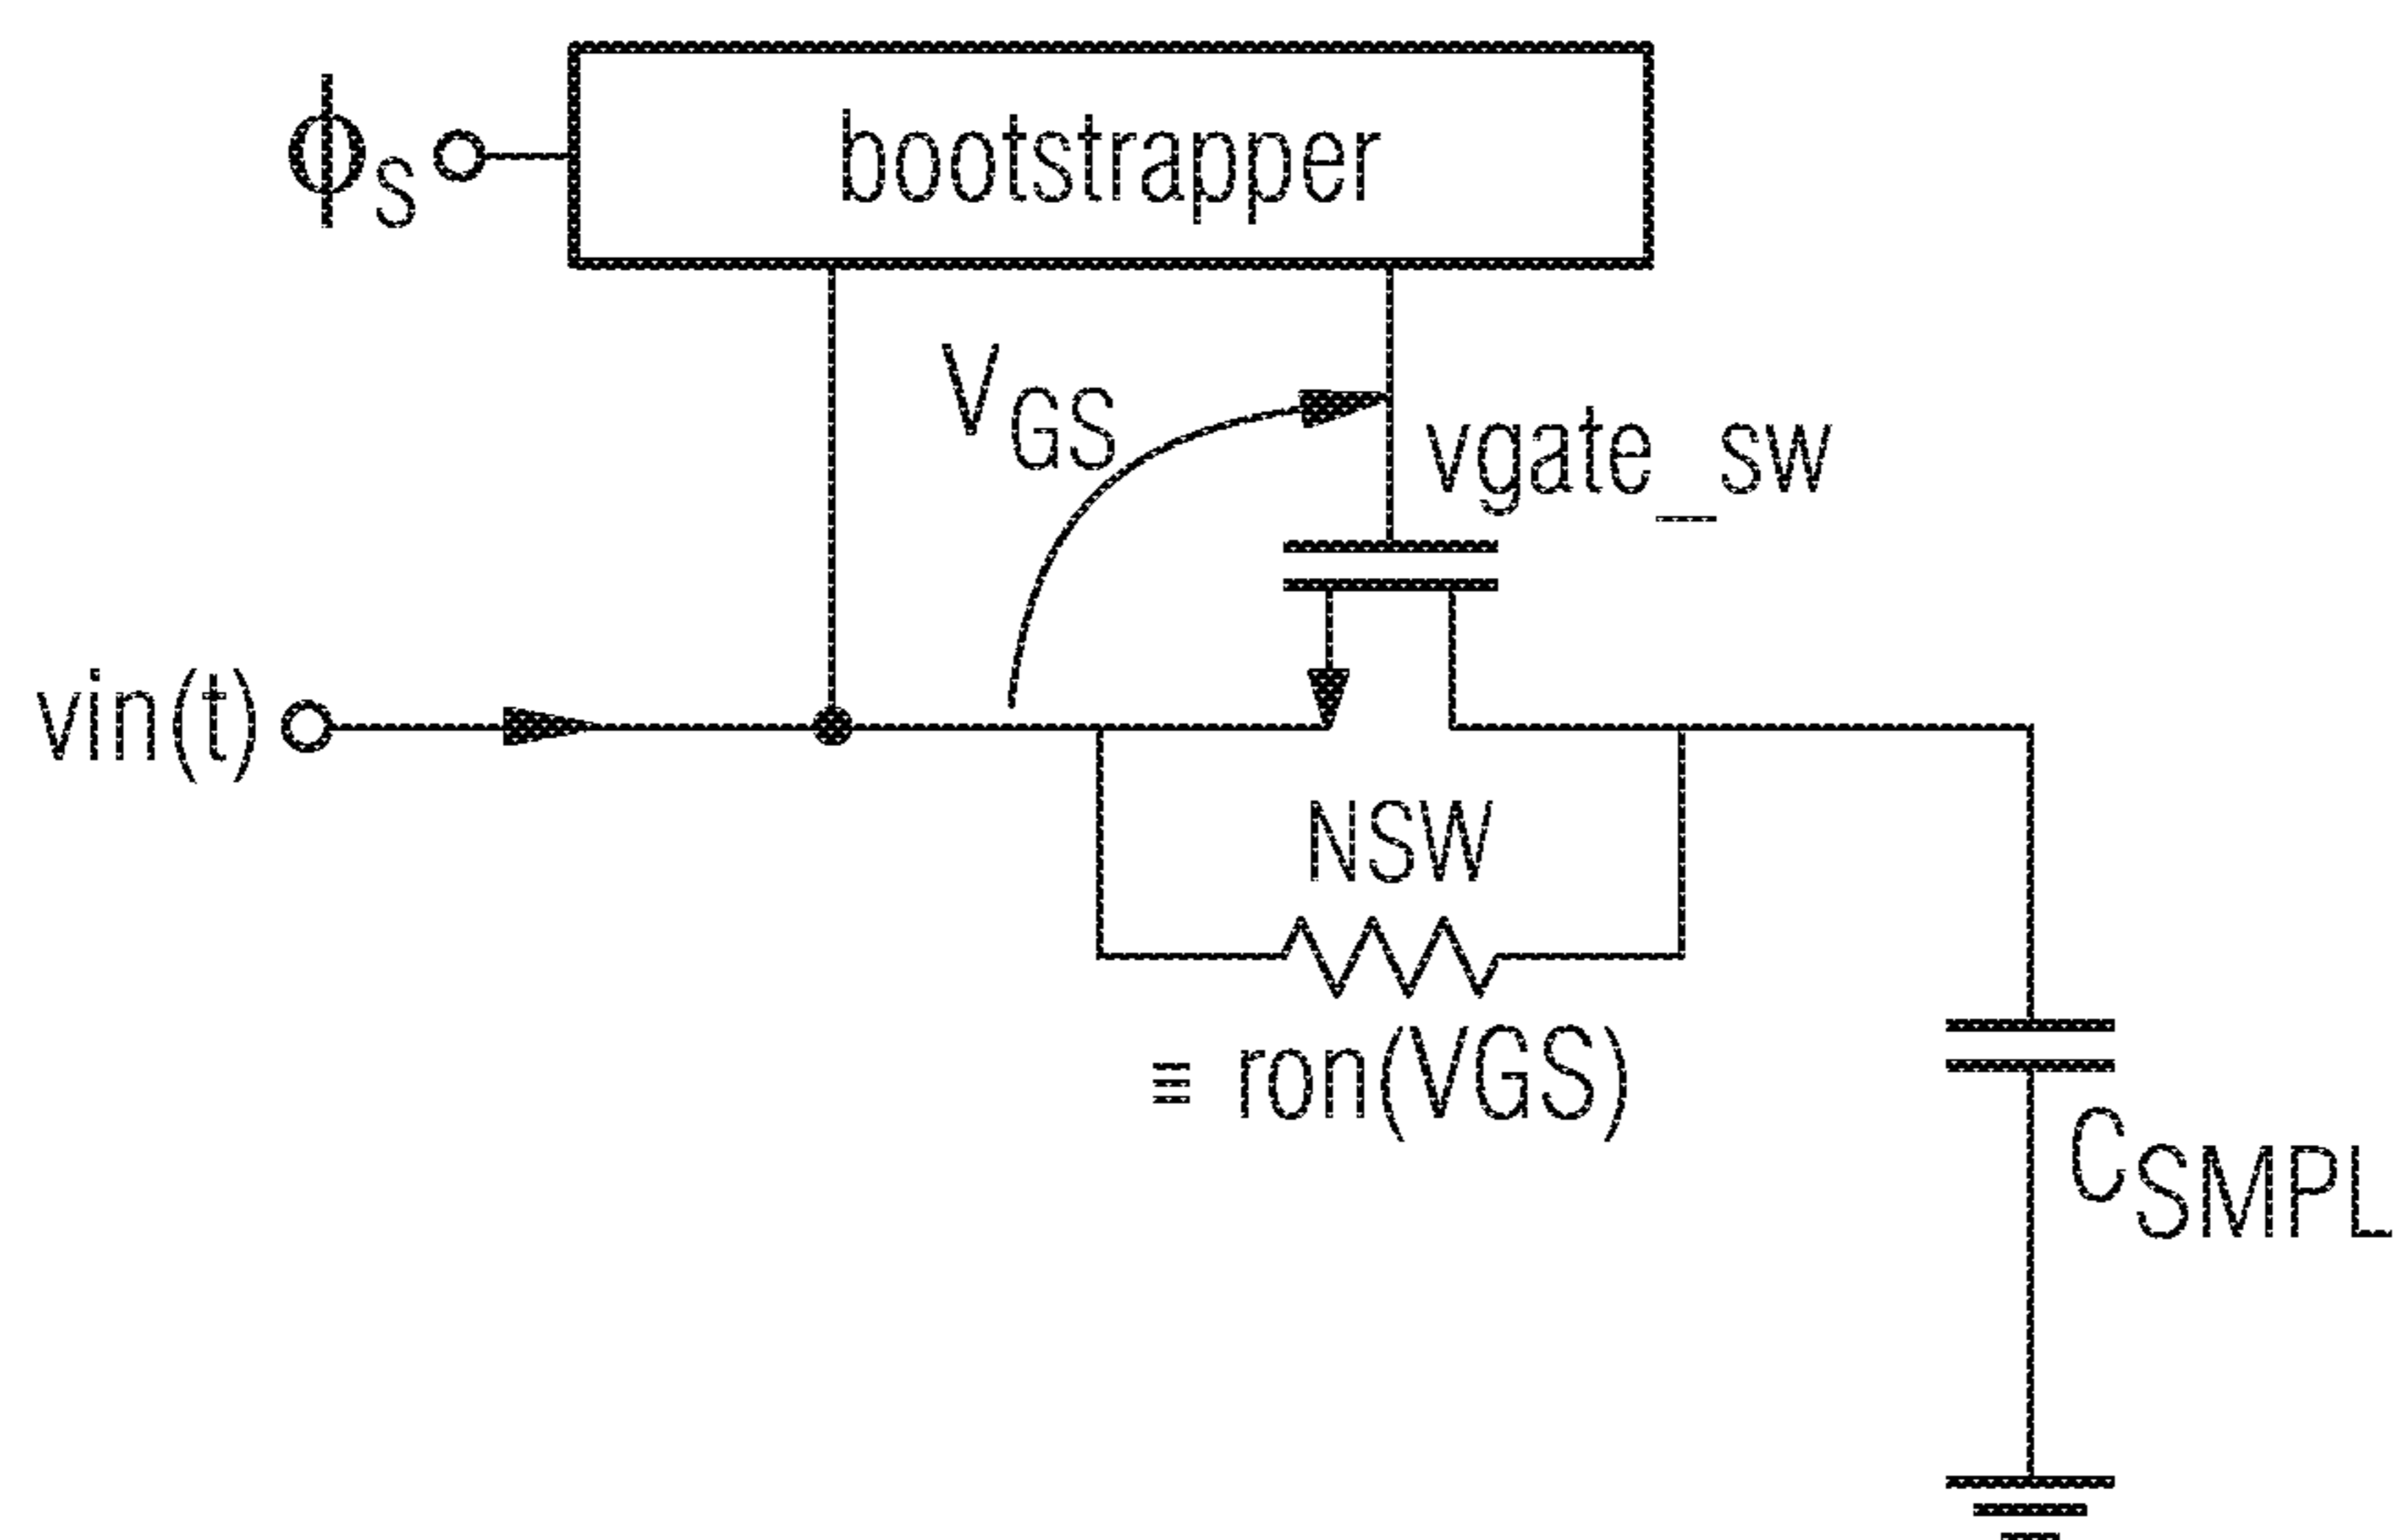 ϕS
bootstrapper
VGS
vgate_sw
vin(t)
NSW
≡ ron(VGS)
CSMPL